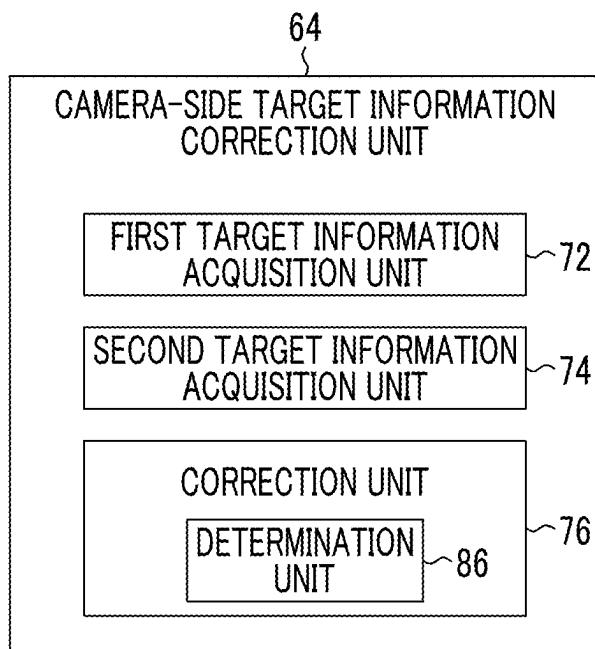 64
CAMERA-SIDE TARGET INFORMATION
CORRECTION UNIT
FIRST TARGET INFORMATION
ACQUISITION UNIT
72
SECOND TARGET INFORMATION
ACQUISITION UNIT
74
CORRECTION UNIT
76
DETERMINATION
UNIT
86